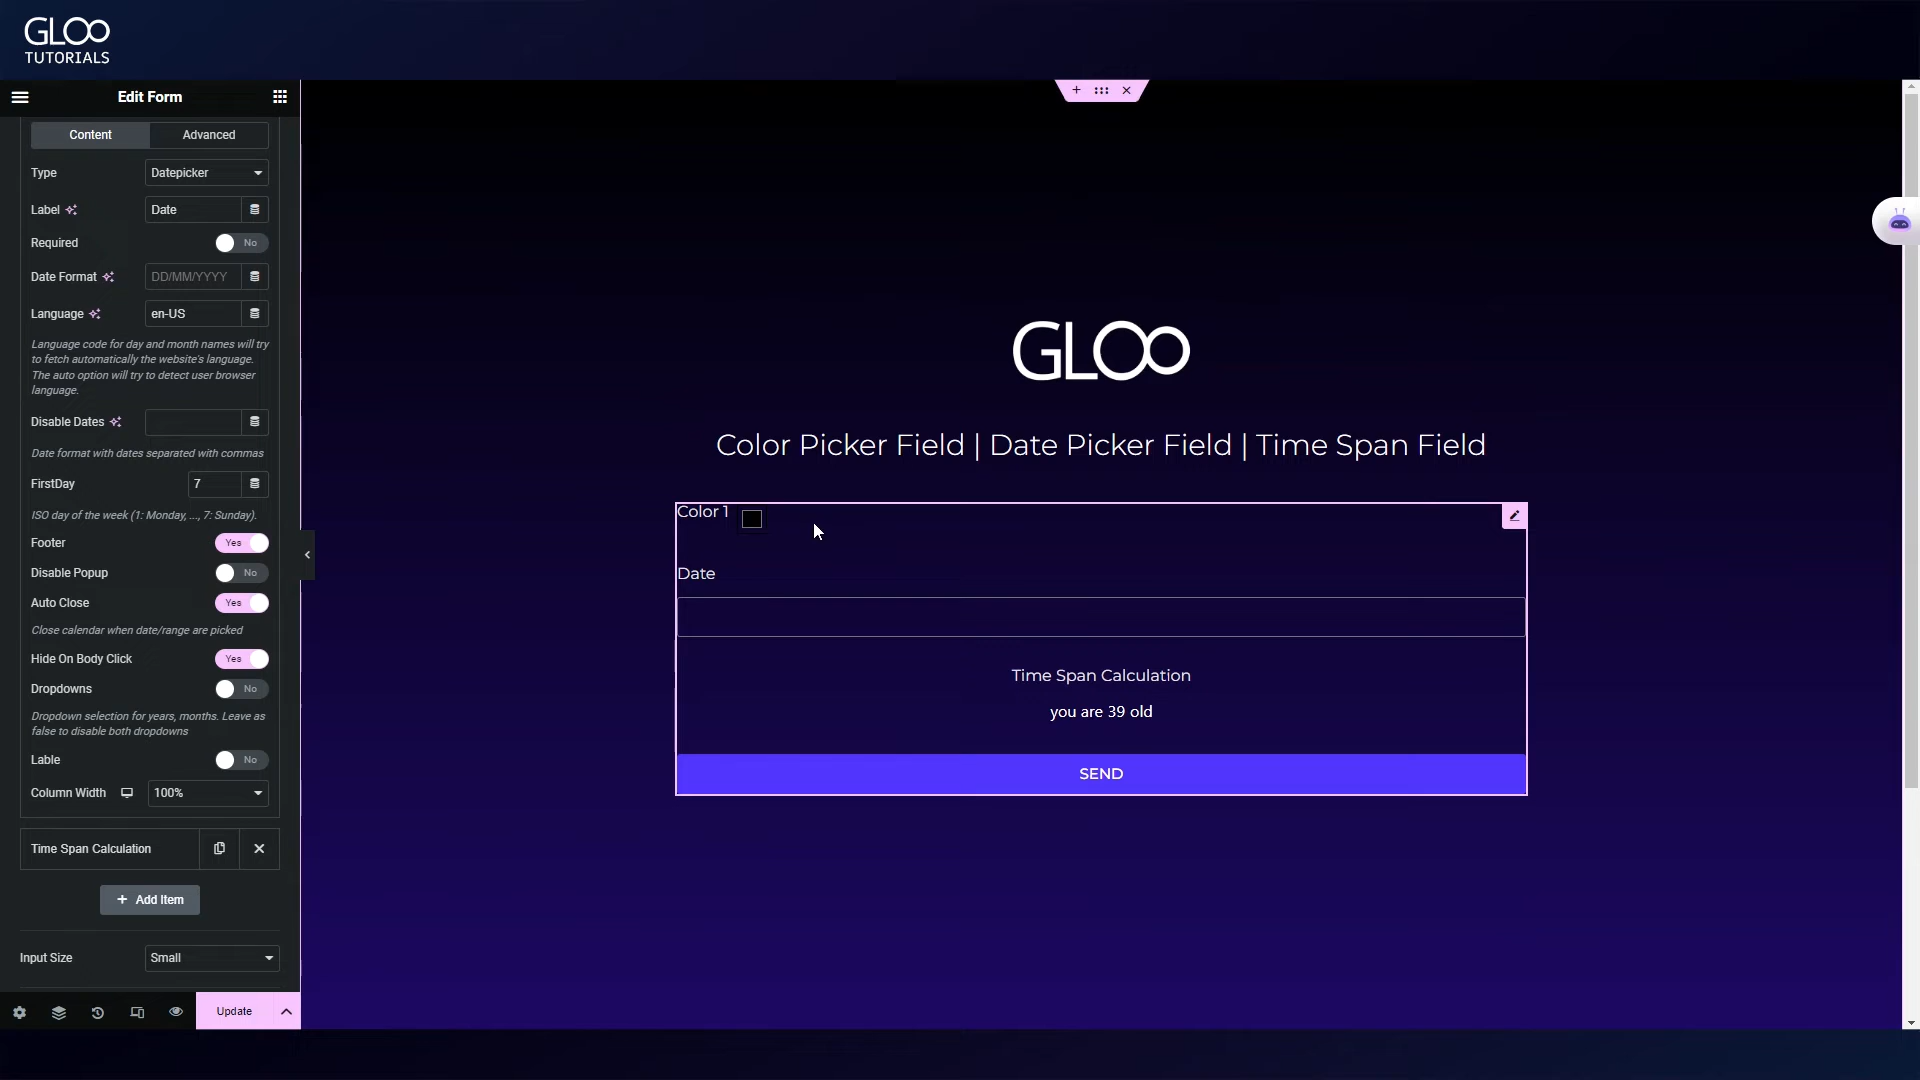 GLOO
TUTORIALS
Edit Form
Content
Advanced
Type
Datepicker
Label
Date
Required
No
Date Format
DD/MM/YYYY
Language
en-US
Language code for day and month names will try
to fetch automatically the website's language.
The auto option will try to detect user browser
language.
Disable Dates
Date format with dates separated with commas
FirstDay
7
ISO day of the week (1: Monday, ..., 7: Sunday).
Footer
Yes
Disable Popup
No
Auto Close
Yes
Close calendar when date/range are picked
Hide On Body Click
Yes
Dropdowns
No
Dropdown selection for years, months. Leave as
false to disable both dropdowns
Lable
No
Column Width
100%
Time Span Calculation
Add Item
Input Size
Small
Update
GLOO
Color Picker Field | Date Picker Field | Time Span Field
Color 1
Date
Time Span Calculation
you are 39 old
SEND